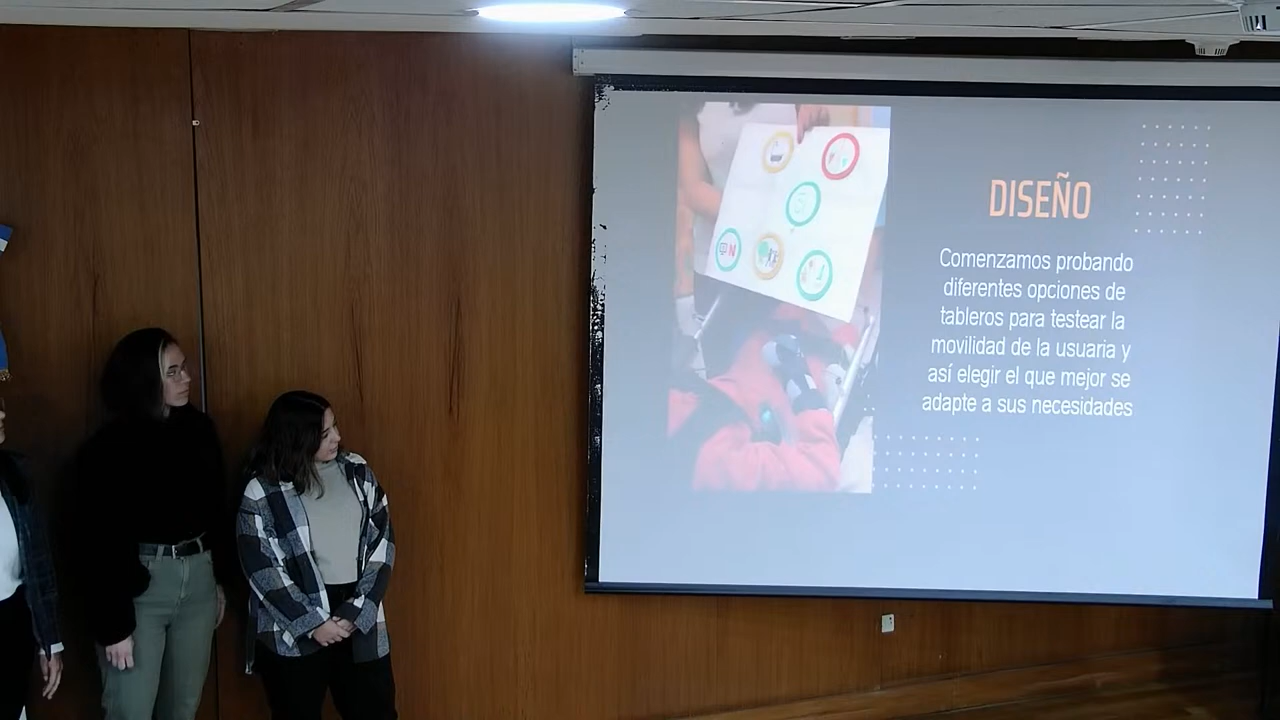 DISEÑO
Comenzamos probando
diferentes opciones de
tableros para testear la
movilidad de la usuaria y
así elegir el que mejor se
adapte a sus necesidades